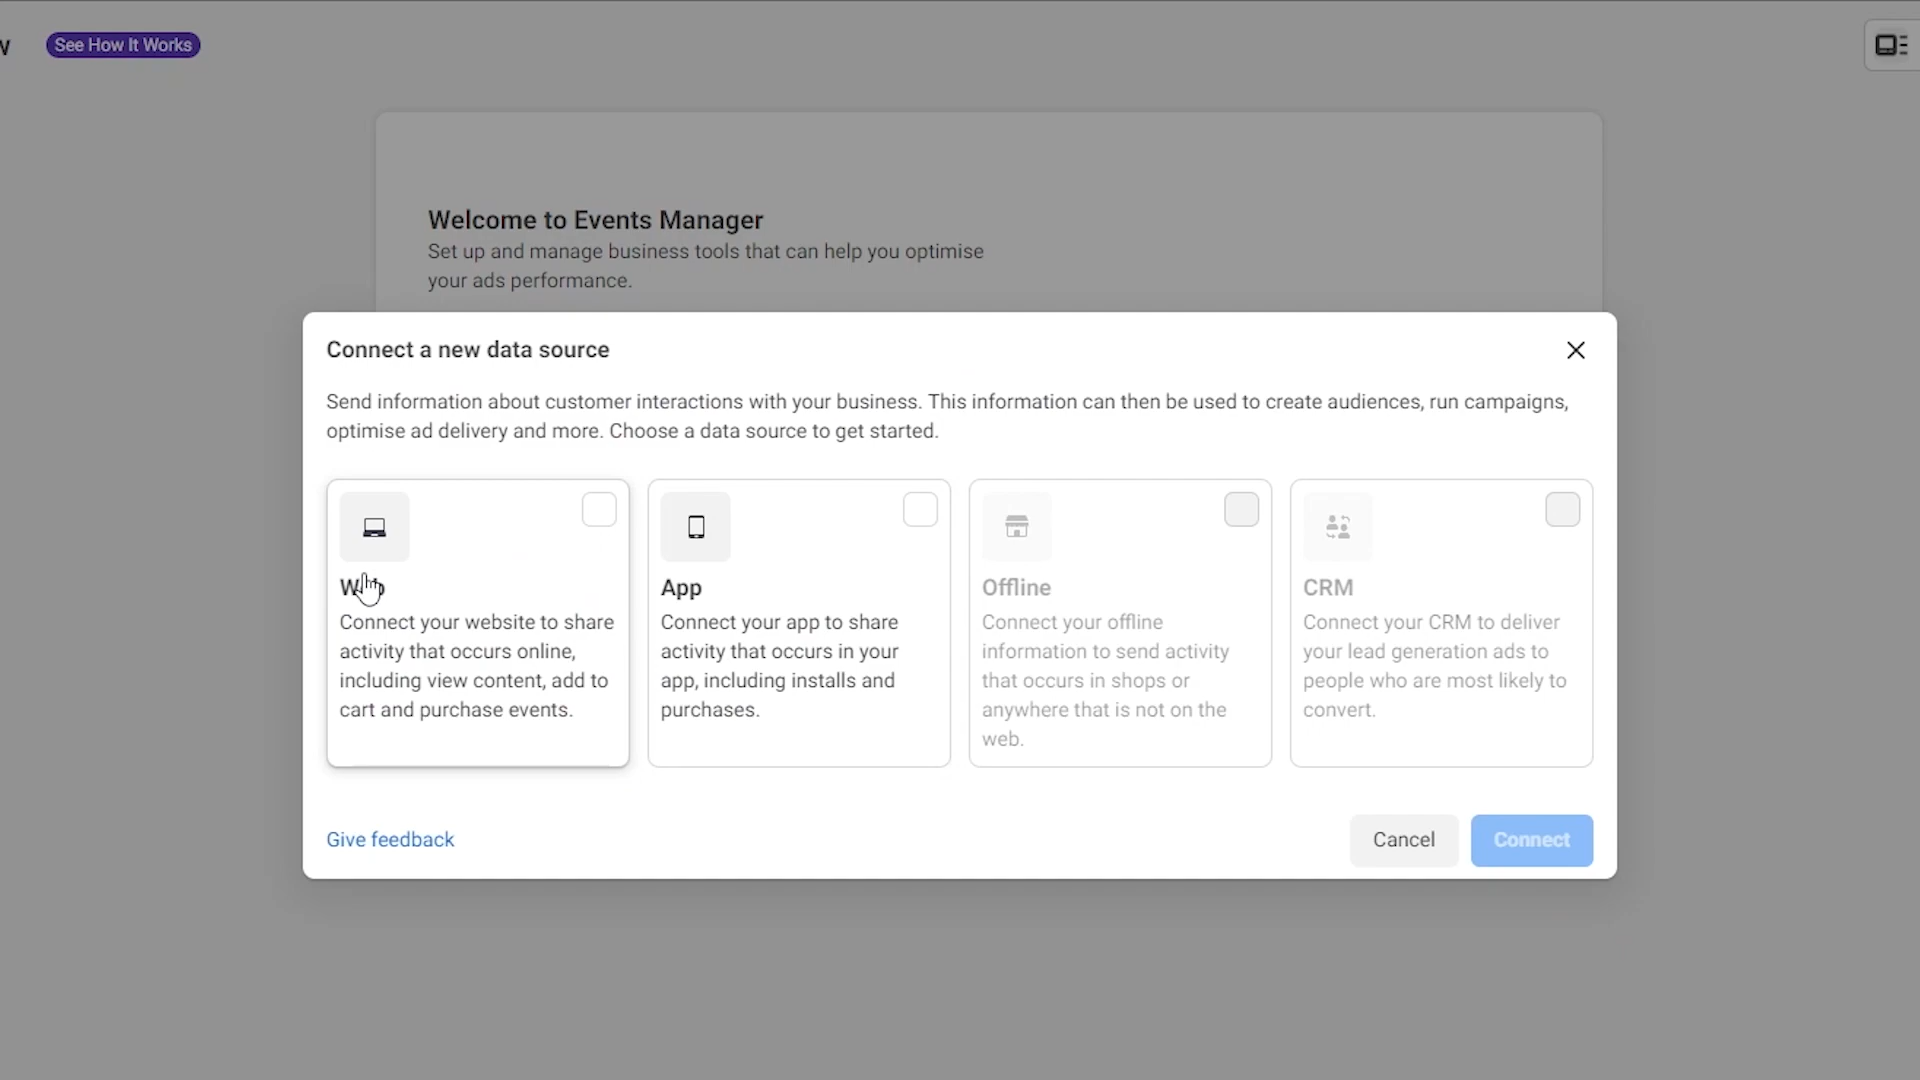 See How It Works
Welcome to Events Manager
Set up and manage business tools that can help you optimise
your ads performance.
Connect a new data source
Send information about customer interactions with your business. This information can then be used to create audiences, run campaigns,
optimise ad delivery and more. Choose a data source to get started.
Connect your website to share
activity that occurs online,
including view content, add to
cart and purchase events.
App
Connect your app to share
activity that occurs in your
app, including installs and
purchases.
Offline
Connect your offline
information to send activity
that occurs in shops or
anywhere that is not on the
web.
CRM
Connect your CRM to deliver
your lead generation ads to
people who are most likely to
convert.
Give feedback
Cancel
Connect